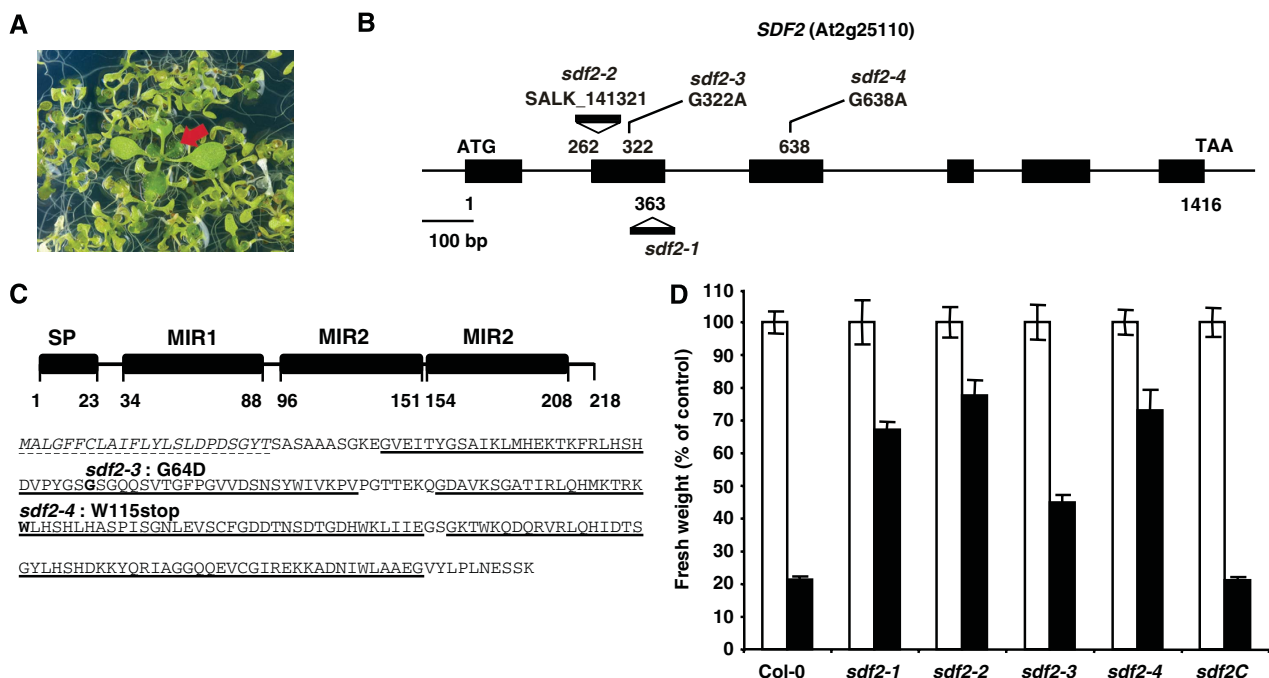 A
B
SDF2 (At2g25110)
sdf2-2
SALK_141321
sdf2-3
G322A
sdf2-4
G638A
ATG
262
322
638
TAA
1
363
1416
100 bp
sdf2-1
C
SP
MIR1
MIR2
MIR2
1
23
34
88
96
151
154
208
218
MALGFFCLAIFLYLSLDPDSGYTSASAAASGKEGVEITYGSAIKLMHEKTKFRLHSH
sdf2-3 : G64D
DVPYGSGSGQQSVTGFPGVVDSNSYWIVKPVPGTTEKQGDAVKSGATIRLQHMKTRK
sdf2-4 : W115stop
WLHSHLHASPISGNLEVSCFGDDTNSDTGDHWKLIIEGSGKTWKQDQRVRLQHIDTS
GYLHSHDKKYQRIAGGQQEVCGIREKKADNIWLAAEGVYLPLNESSK
D
Fresh weight (% of control)
110
100
90
80
70
60
50
40
30
20
10
0
Col-0
sdf2-1
sdf2-2
sdf2-3
sdf2-4
sdf2C